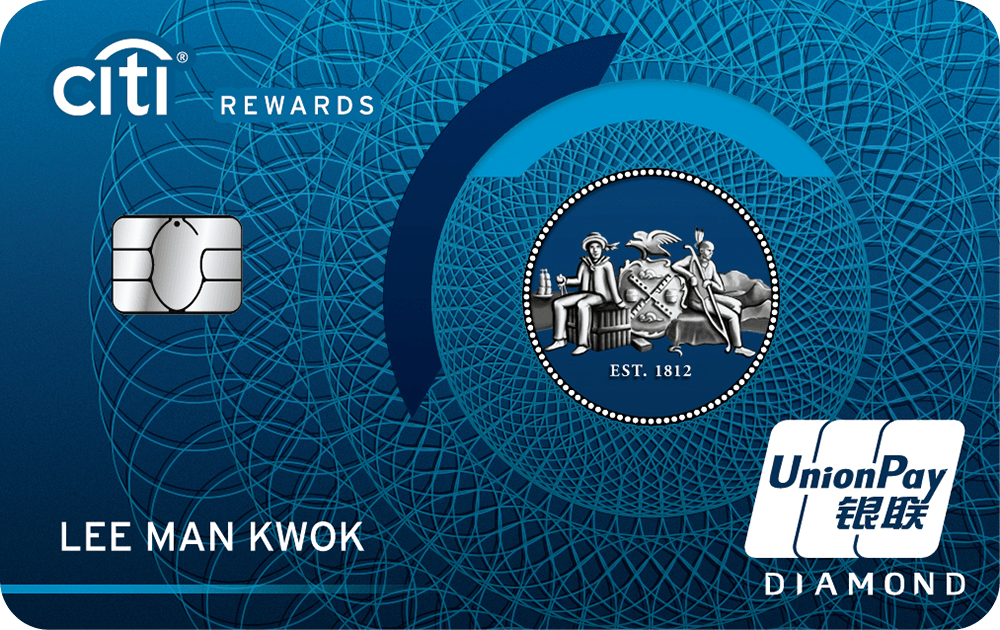 citi®
REWARDS
EST. 1812
UnionPay
银联
LEE MAN KWOK
DIAMOND